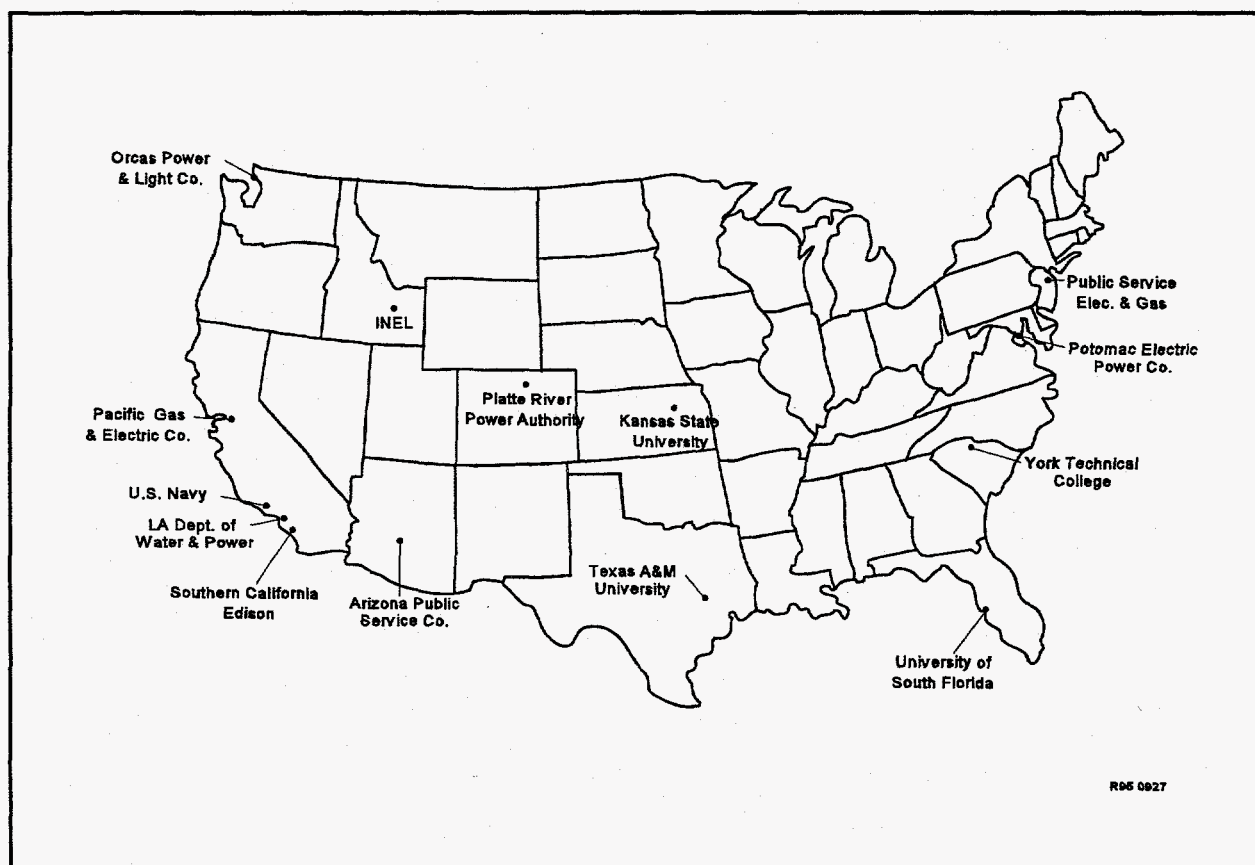 Orcas Power
& Light Co.
INEL
Public Service
Elec. & Gas
Potomac Electric
Power Co.
Platte River
Power Authority
Kansas State
University
Pacific Gas
& Electric Co.
York Technical
College
U.S. Navy
LA Dept. of
Water & Power
Southern California
Edison
Arizona Public
Service Co.
Texas A&M
University
University of
South Florida
R95 0927